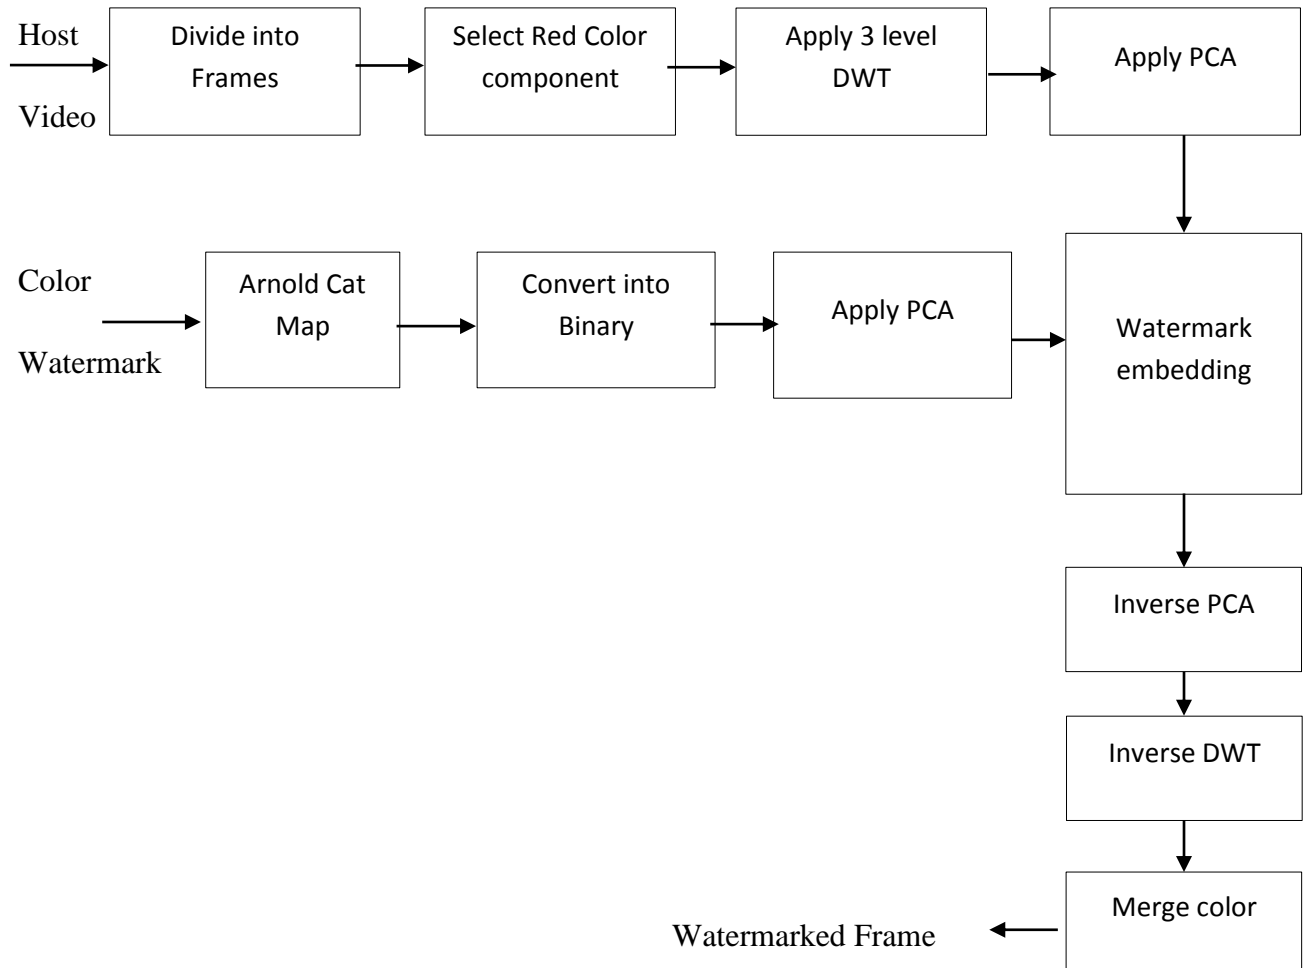 Host
Video
Divide into
Frames
Select Red Color
component
Apply 3 level
DWT
Apply PCA
Color
Watermark
Arnold Cat
Map
Convert into
Binary
Apply PCA
Watermark
embedding
Inverse PCA
Inverse DWT
Merge color
Watermarked Frame